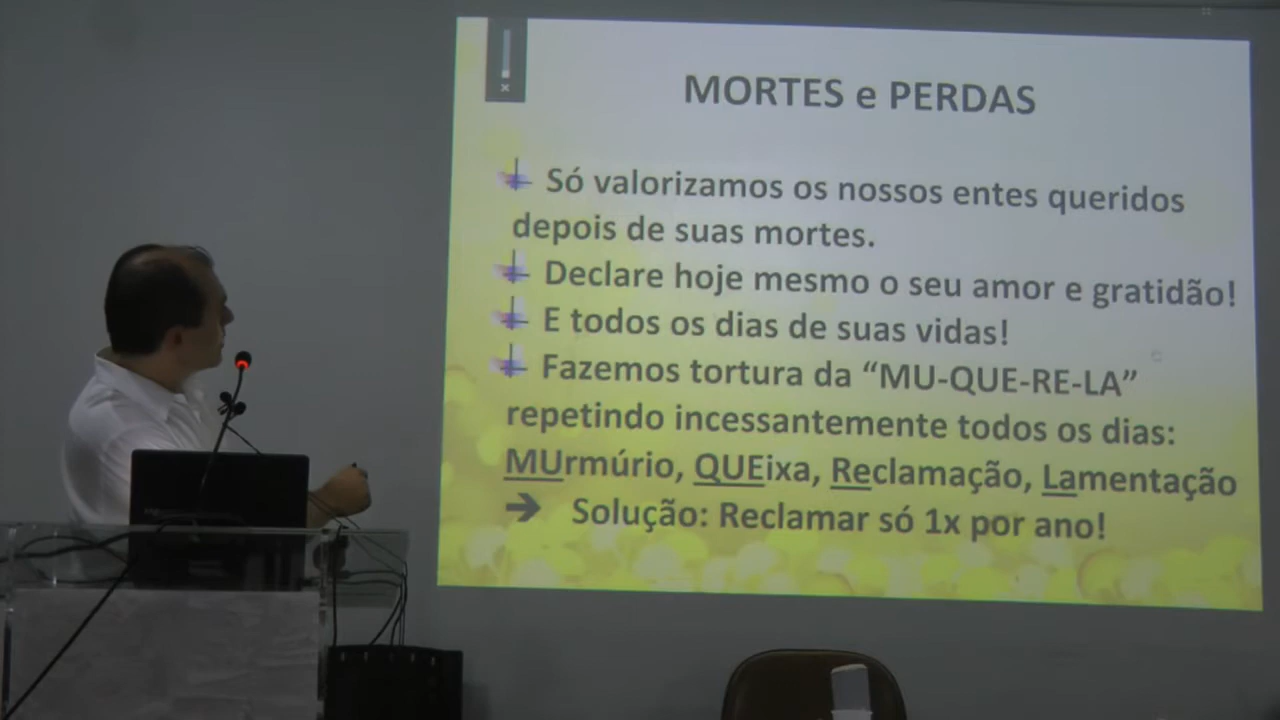 MORTES e PERDAS
Só valorizamos os nossos entes queridos
depois de suas mortes.
Declare hoje mesmo o seu amor e gratidão!
E todos os dias de suas vidas!
Fazemos tortura da “MU-QUE-RE-LA”
repetindo incessantemente todos os dias:
MUrmúrio, QUEixa, Reclamação, Lamentação
➔ Solução: Reclamar só 1x por ano!